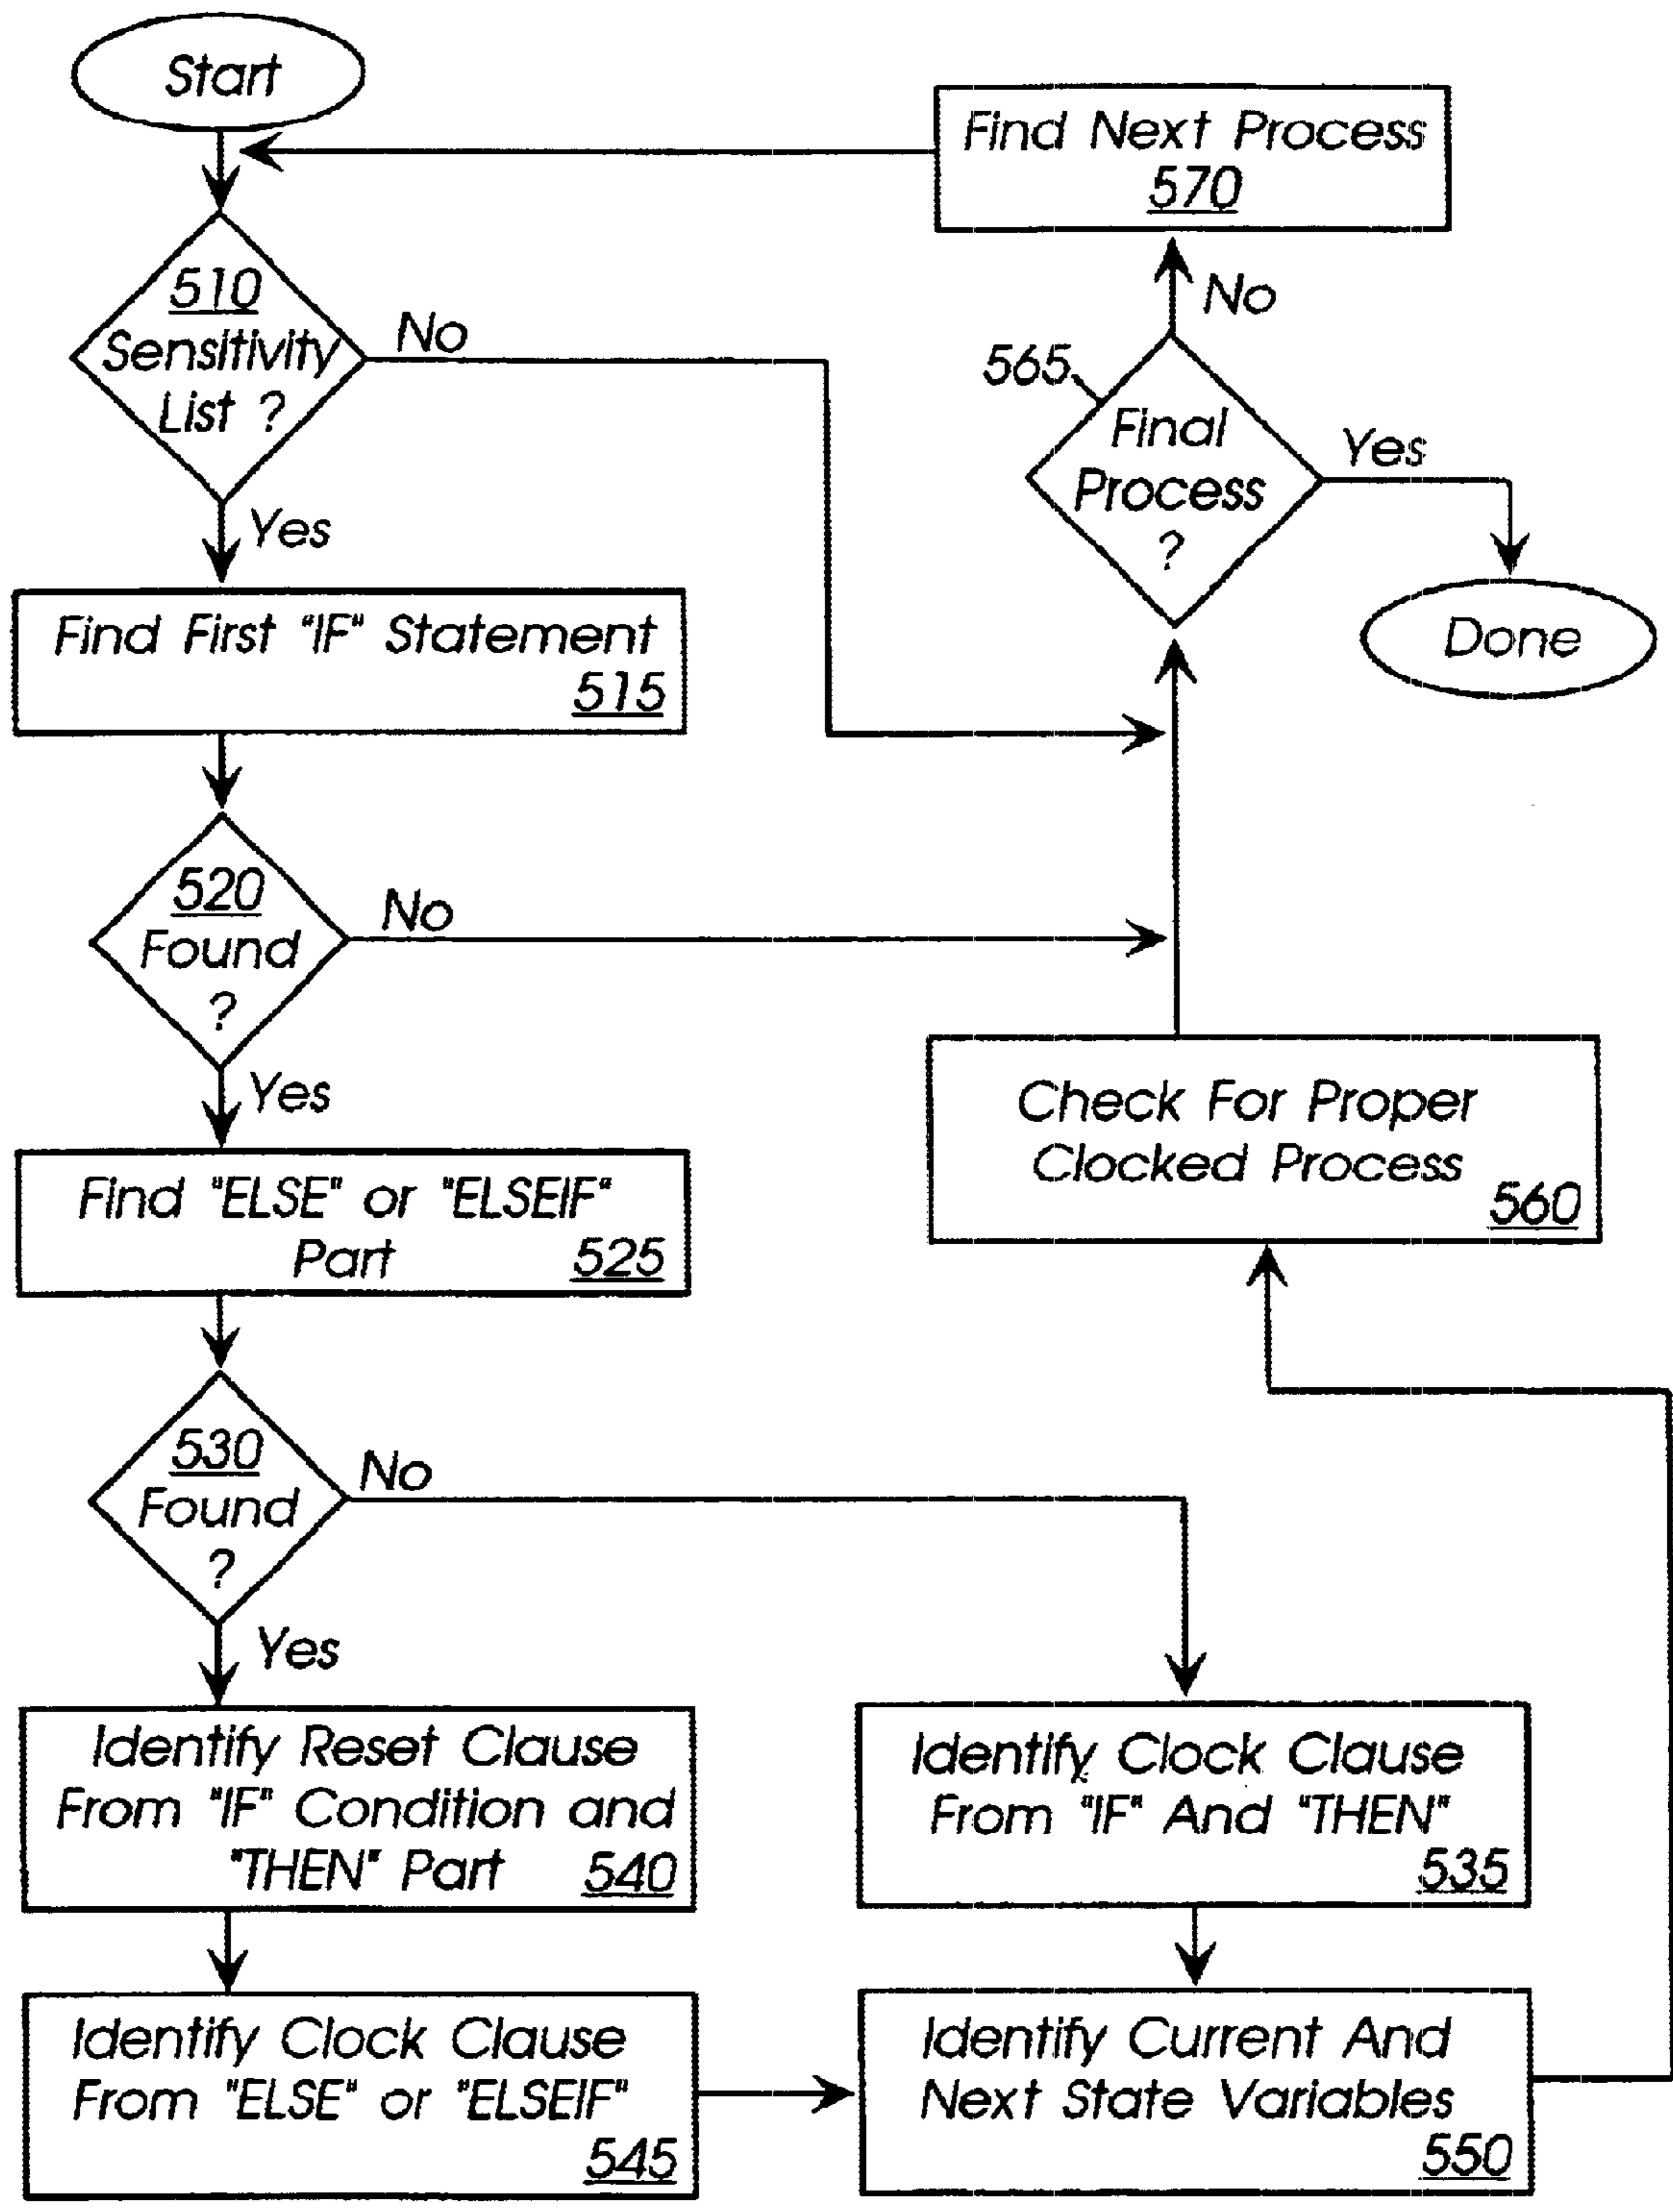 Start
Find Next Process
570
510
Sensitivity
List ?
No
Yes
No
565
Final
Process
?
Yes
Done
Find First "IF" Statement
515
520
Found
?
No
Yes
Find "ELSE" or "ELSEIF"
Part 525
Check For Proper
Clocked Process
560
530
Found
?
No
Yes
Identify Reset Clause
From "IF" Condition and
"THEN" Part 540
Identify Clock Clause
From "IF" And "THEN"
535
Identify Clock Clause
From "ELSE" or "ELSEIF"
545
Identify Current And
Next State Variables
550